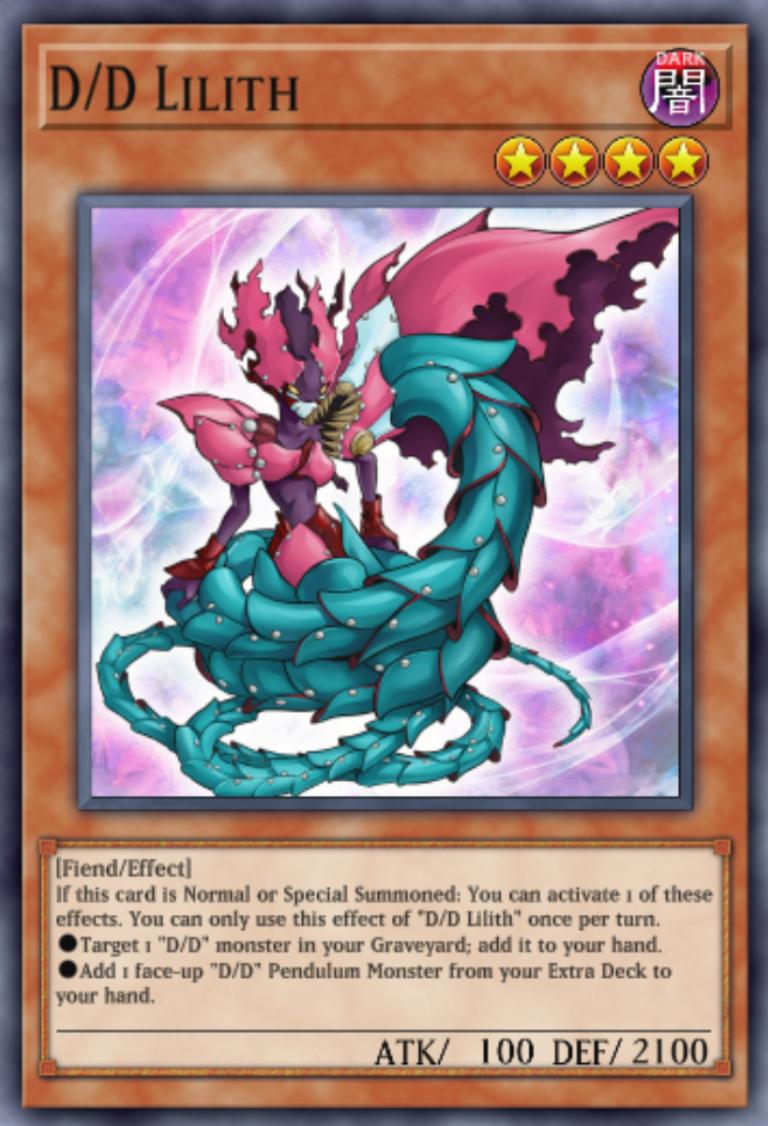 D/D Lilith
DARK
闇
[Fiend/Effect]
If this card is Normal or Special Summoned: You can activate 1 of these
effects. You can only use this effect of "D/D Lilith" once per turn.
●Target 1 "D/D" monster in your Graveyard; add it to your hand.
●Add 1 face-up "D/D" Pendulum Monster from your Extra Deck to
your hand.
ATK/ 100 DEF/ 2100